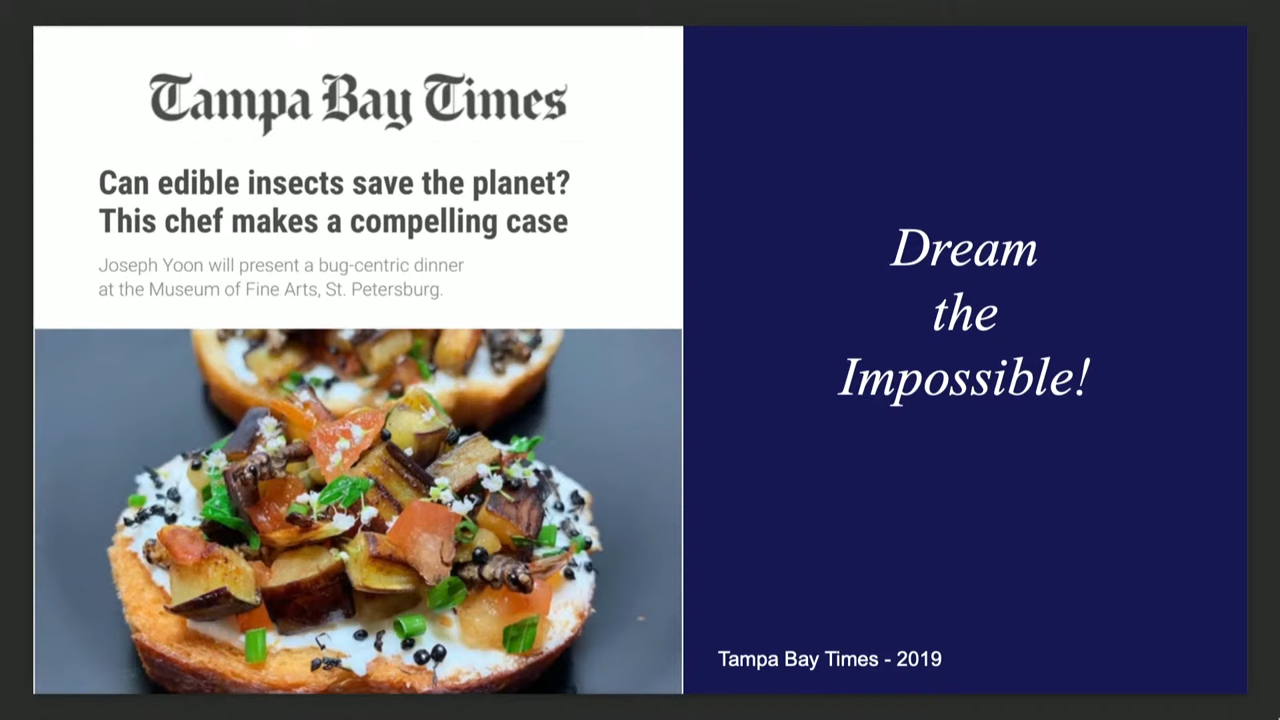 Tampa Bay Times
Can edible insects save the planet?
This chef makes a compelling case
Joseph Yoon will present a bug-centric dinner
at the Museum of Fine Arts, St. Petersburg.
Dream
the
Impossible!
Tampa Bay Times - 2019